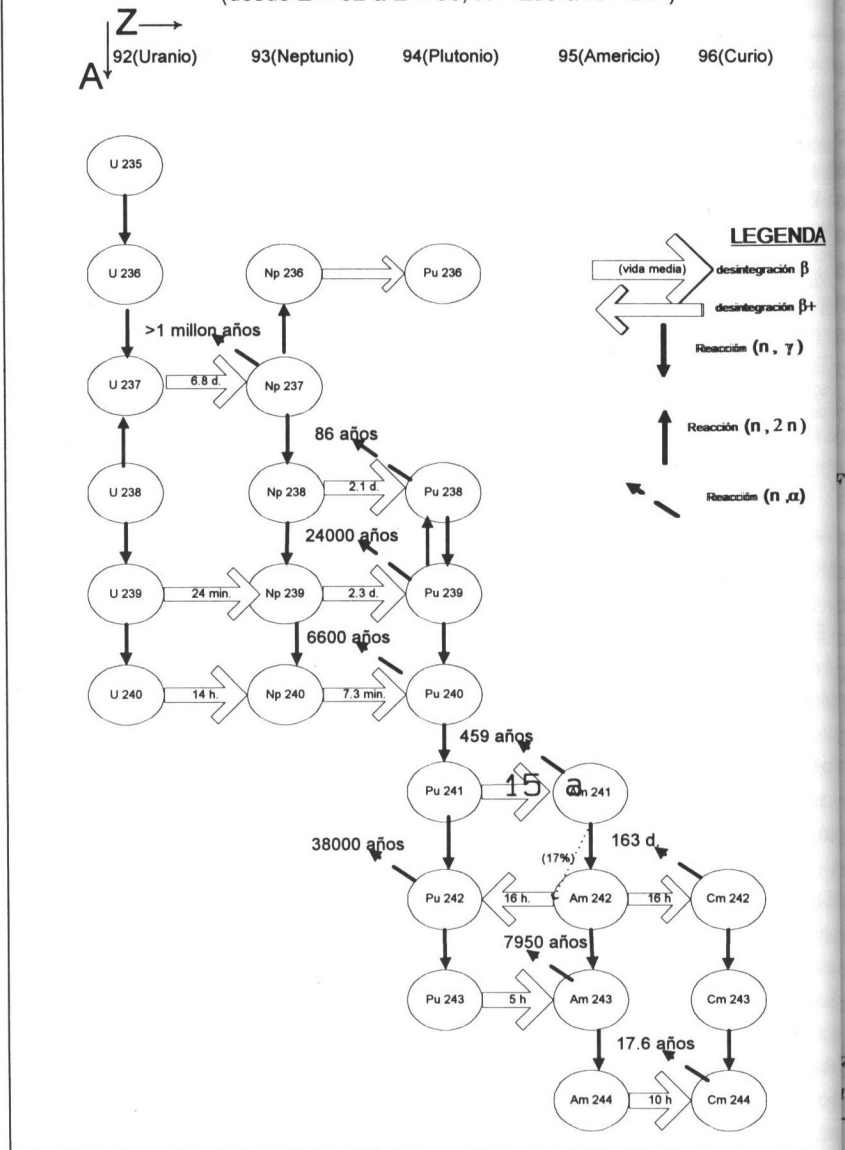 Z
A
92(Uranio) 93(Neptunio) 94(Plutonio) 95(Americio) 96(Curio)
U 235
LEGENDA
U 236 Np 236 Pu 236
(vida media) desintegración β
desintegración β+
>1 millon años
Reacción (n, γ)
U 237 6.8 d. Np 237
86 años
Reacción (n, 2 n)
U 238 Np 238 2.1 d. Pu 238
Reacción (n, α)
24000 años
U 239 24 min. Np 239 2.3 d. Pu 239
6600 años
U 240 14 h. Np 240 7.3 min. Pu 240
459 años
Pu 241 15 a Am 241
38000 años (17%) 163 d.
Pu 242 16 h. Am 242 16 h Cm 242
7950 años
Pu 243 5 h Am 243 Cm 243
17.6 años
Am 244 10 h Cm 244